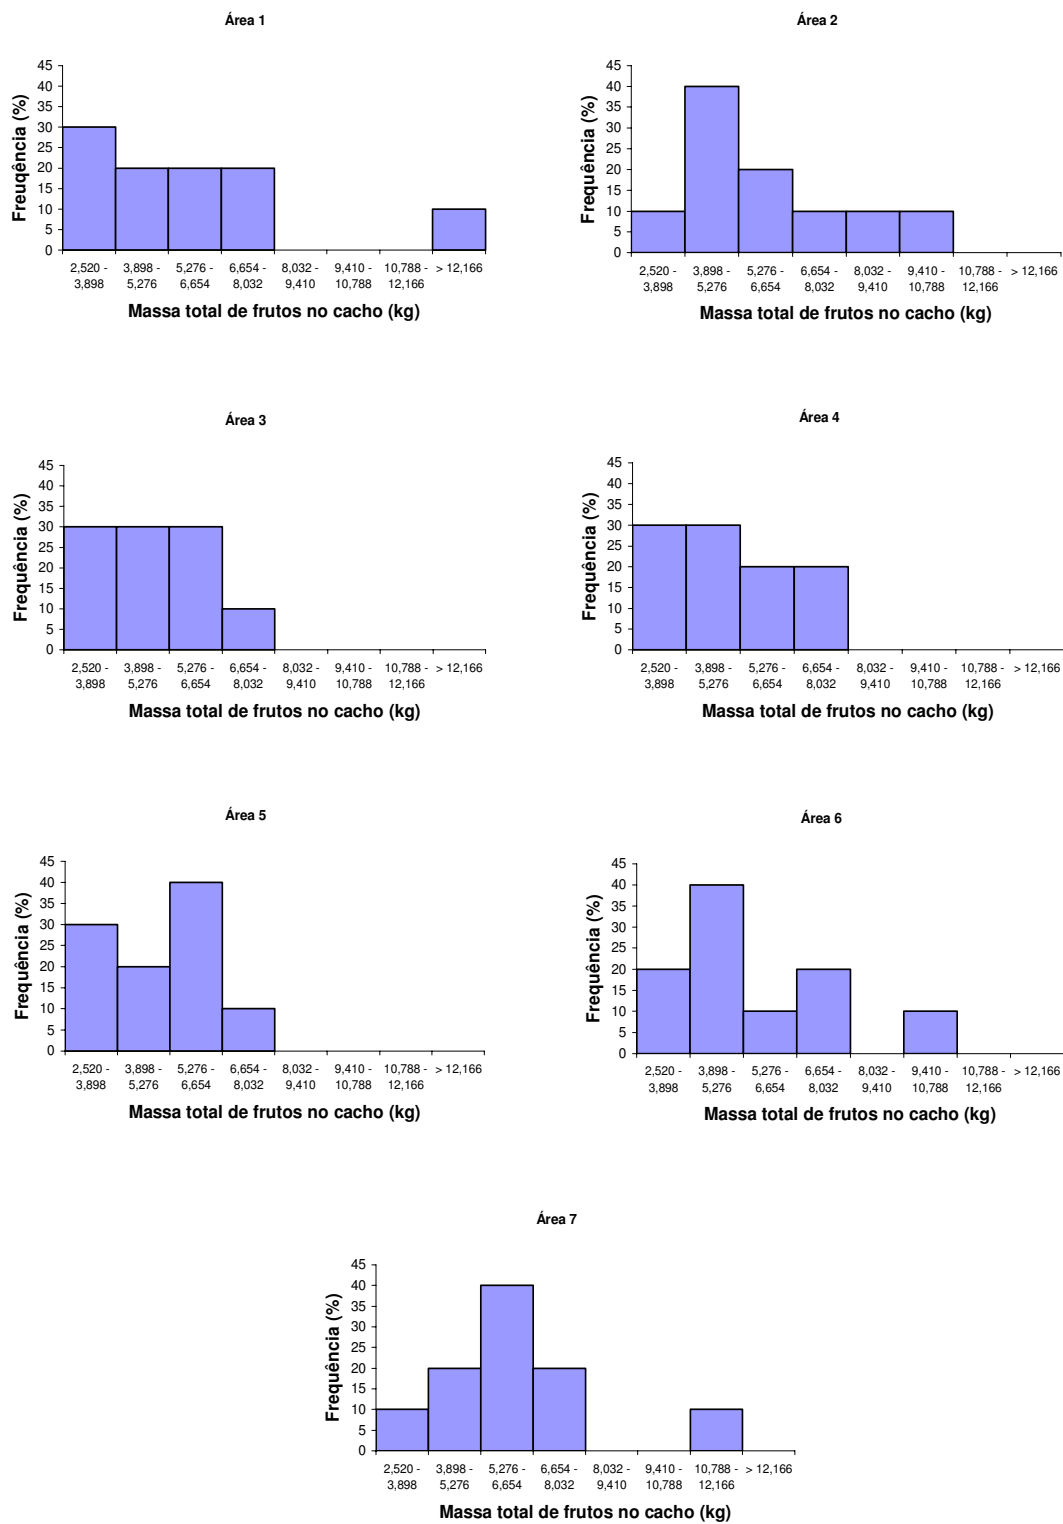 Área 1
45
40
35
30
25
20
15
10
5
0
Freuqência (%)
2,520 - 3,898 - 5,276 - 6,654 - 8,032 - 9,410 - 10,788 - > 12,166
3,898 5,276 6,654 8,032 9,410 10,788 12,166
Massa total de frutos no cacho (kg)
Área 2
45
40
35
30
25
20
15
10
5
0
Frequência (%)
2,520 - 3,898 - 5,276 - 6,654 - 8,032 - 9,410 - 10,788 - > 12,166
3,898 5,276 6,654 8,032 9,410 10,788 12,166
Massa total de frutos no cacho (kg)
Área 3
45
40
35
30
25
20
15
10
5
0
Frequência (%)
2,520 - 3,898 - 5,276 - 6,654 - 8,032 - 9,410 - 10,788 - > 12,166
3,898 5,276 6,654 8,032 9,410 10,788 12,166
Massa total de frutos no cacho (kg)
Área 4
45
40
35
30
25
20
15
10
5
0
Frequência (%)
2,520 - 3,898 - 5,276 - 6,654 - 8,032 - 9,410 - 10,788 - > 12,166
3,898 5,276 6,654 8,032 9,410 10,788 12,166
Massa total de frutos no cacho (kg)
Área 5
45
40
35
30
25
20
15
10
5
0
Frequência (%)
2,520 - 3,898 - 5,276 - 6,654 - 8,032 - 9,410 - 10,788 - > 12,166
3,898 5,276 6,654 8,032 9,410 10,788 12,166
Massa total de frutos no cacho (kg)
Área 6
45
40
35
30
25
20
15
10
5
0
Frequência (%)
2,520 - 3,898 - 5,276 - 6,654 - 8,032 - 9,410 - 10,788 - > 12,166
3,898 5,276 6,654 8,032 9,410 10,788 12,166
Massa total de frutos no cacho (kg)
Área 7
45
40
35
30
25
20
15
10
5
0
Frequência (%)
2,520 - 3,898 - 5,276 - 6,654 - 8,032 - 9,410 - 10,788 - > 12,166
3,898 5,276 6,654 8,032 9,410 10,788 12,166
Massa total de frutos no cacho (kg)